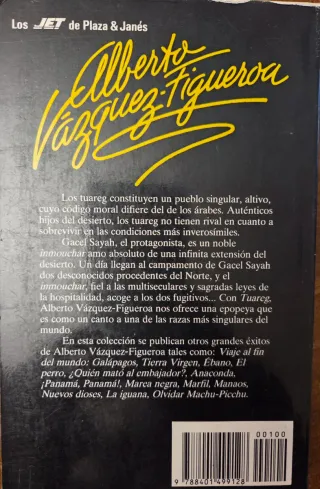 Los JET de Plaza & Janés
Alberto
Vázquez-Figueroa
Los tuareg constituyen un pueblo singular, altivo,
cuyo código moral difiere del de los árabes. Auténticos
hijos del desierto, los tuareg no tienen rival en cuanto a
sobrevivir en las condiciones más inverosímiles.
Gacel Sayah, el protagonista, es un noble
inmouchar amo absoluto de una infinita extensión del
desierto. Un día llegan al campamento de Gacel Sayah
dos desconocidos procedentes del Norte, y el
inmouchar, fiel a las multiseculares y sagradas leyes de
la hospitalidad, acoge a los dos fugitivos... Con Tuareg,
Alberto Vázquez-Figueroa nos ofrece una epopeya que
es como un canto a una de las razas más singulares del
mundo.
En esta colección se publican otros grandes éxitos
de Alberto Vázquez-Figueroa tales como: Viaje al fin
del mundo: Galápagos, Tierra Virgen, Ébano, El
perro, ¿Quién mató al embajador?, Anaconda,
¡Panamá, Panamá!, Marea negra, Marfil, Manaos,
Nuevos dioses, La iguana, Olvidar Machu-Picchu.
00100
9 788401 499128